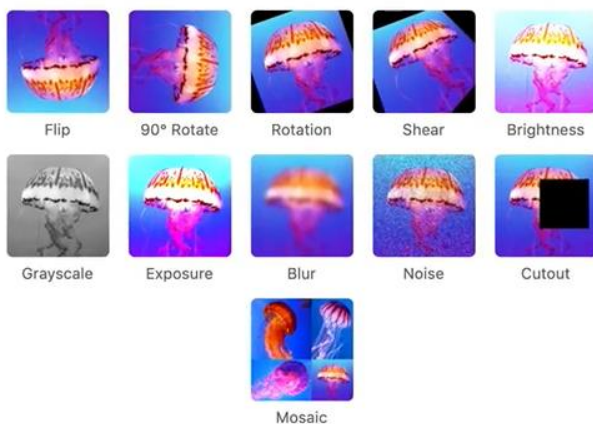 Flip
90° Rotate
Rotation
Shear
Brightness
Grayscale
Exposure
Blur
Noise
Cutout
Mosaic